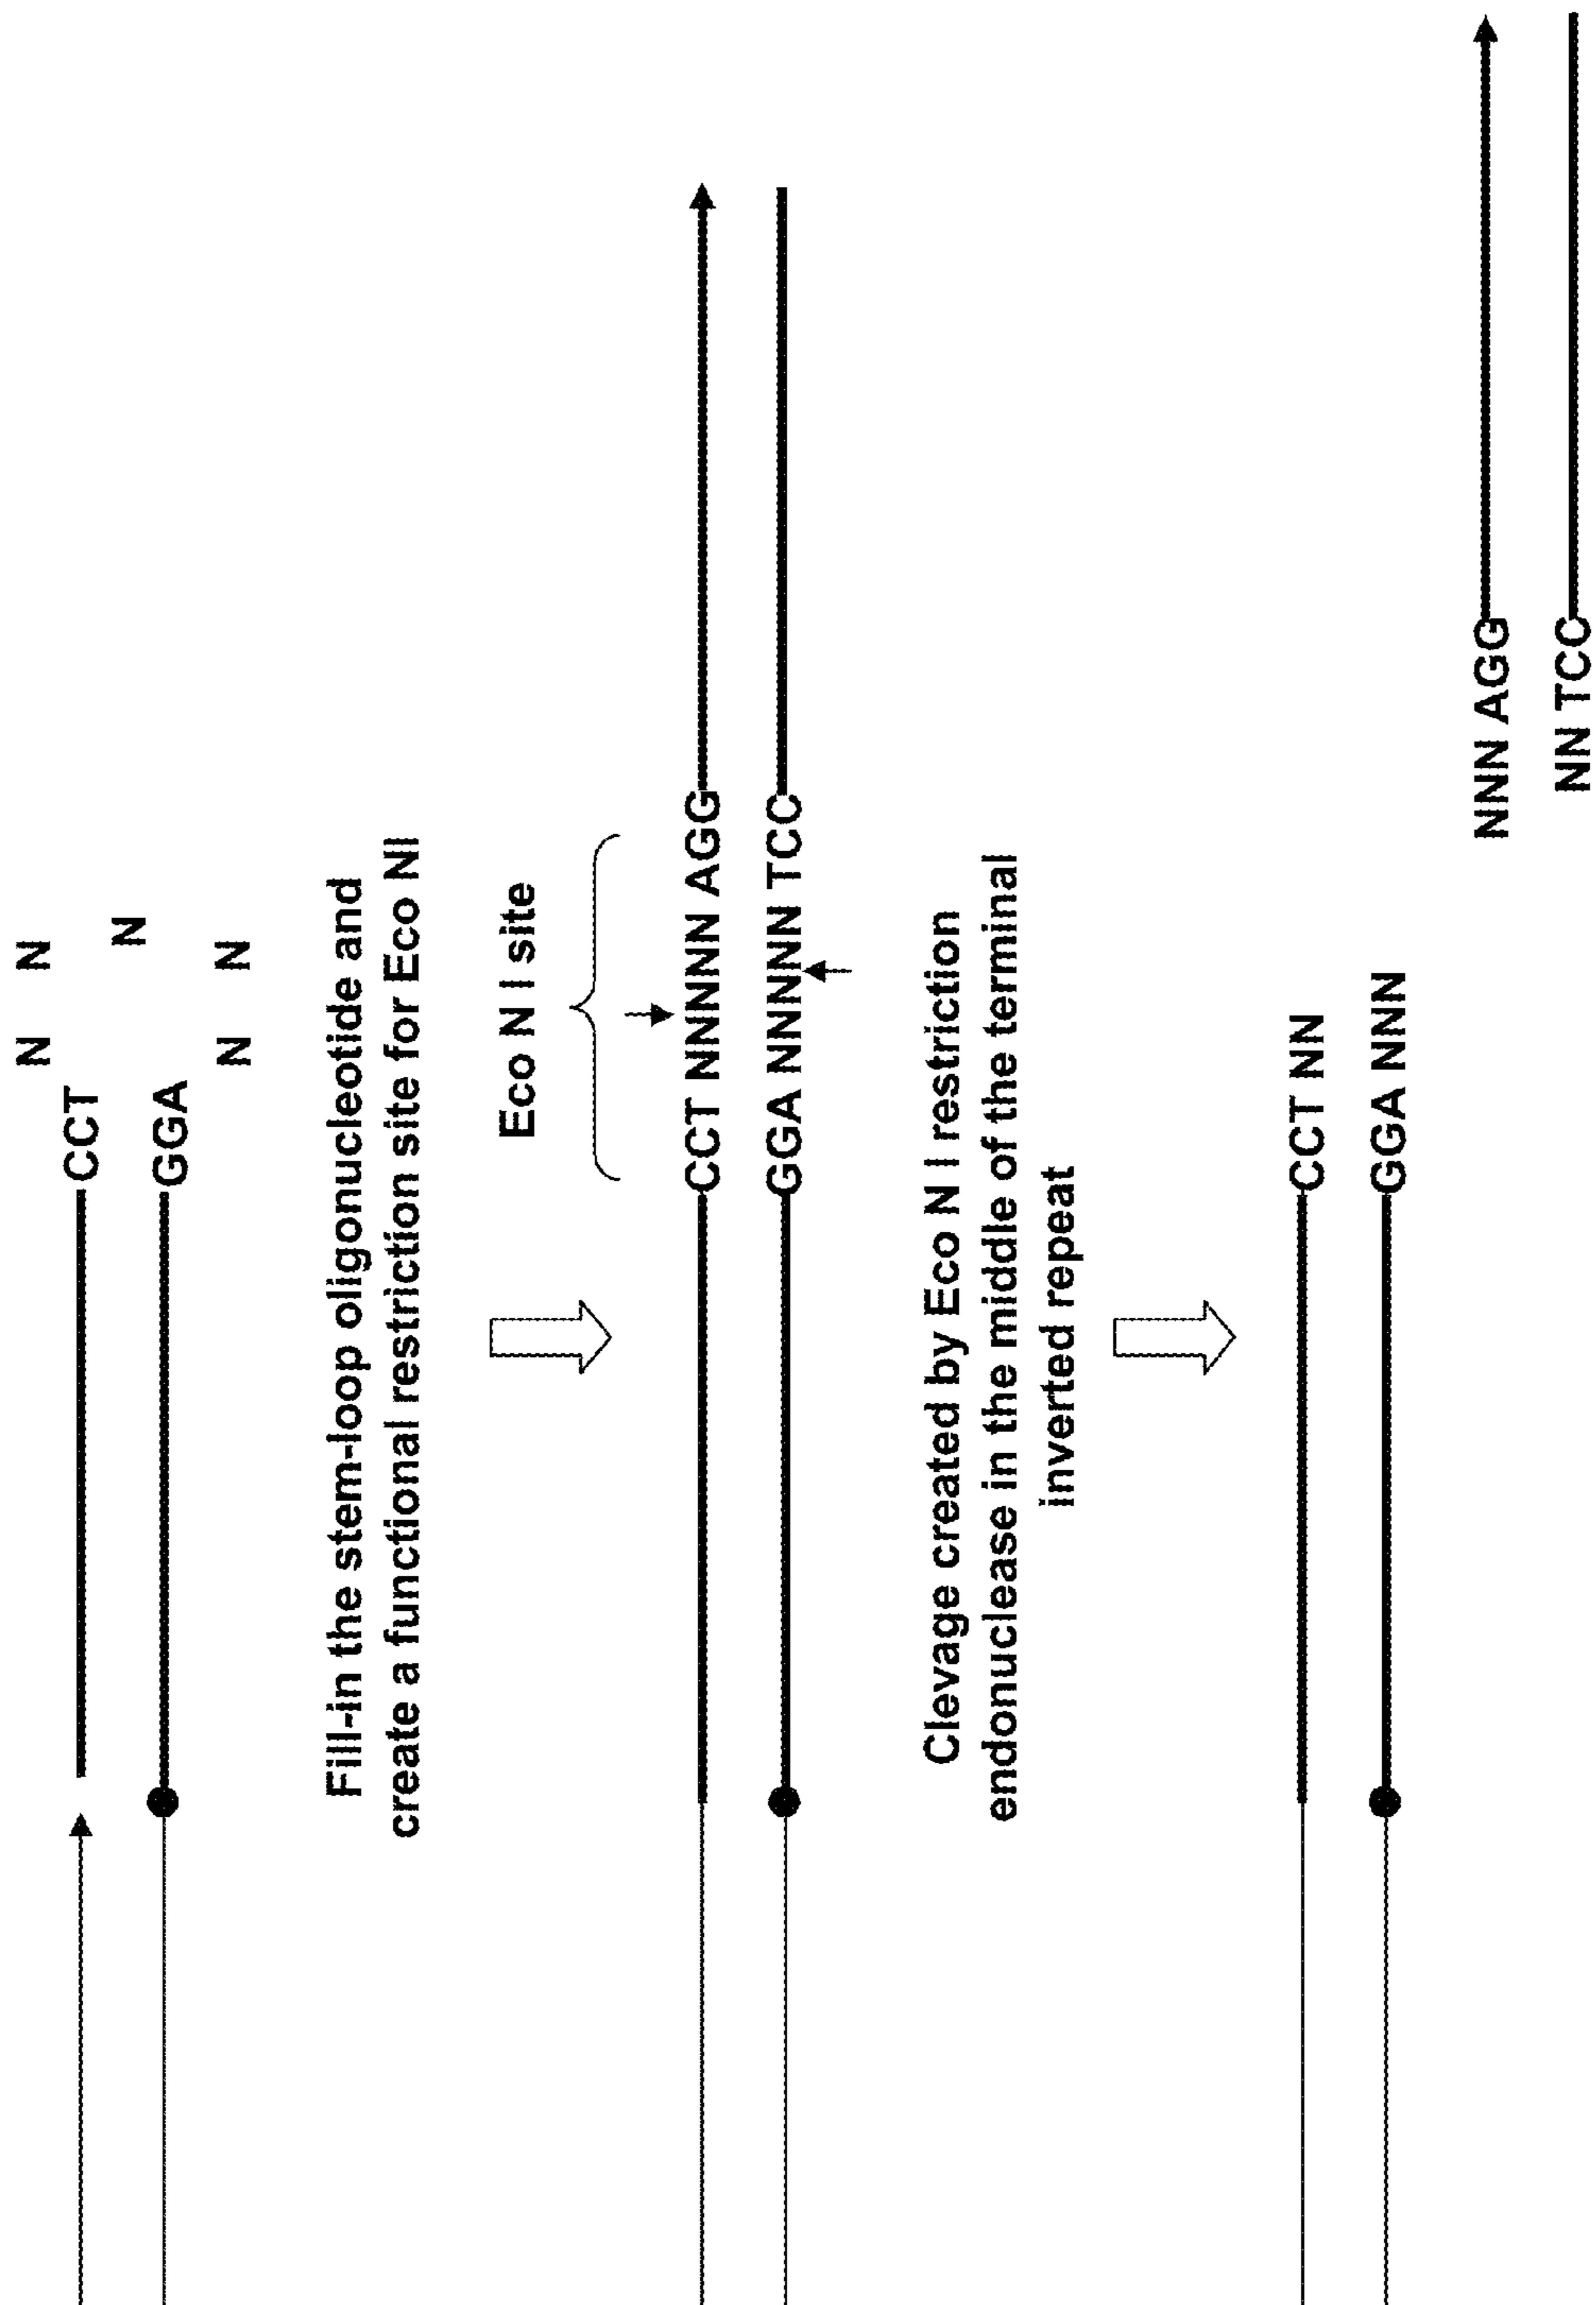 N N
CCT
N
GGA
N N
Fill-in the stem-loop oligonucleotide and
create a functional restriction site for Eco NI
Eco N I site
CCT NNNNN AGG
GGA NNNNN TCC
Clevage created by Eco N I restriction
endonuclease in the middle of the terminal
inverted repeat
CCT NN
GGA NNN
NNN AGG
NN TCC